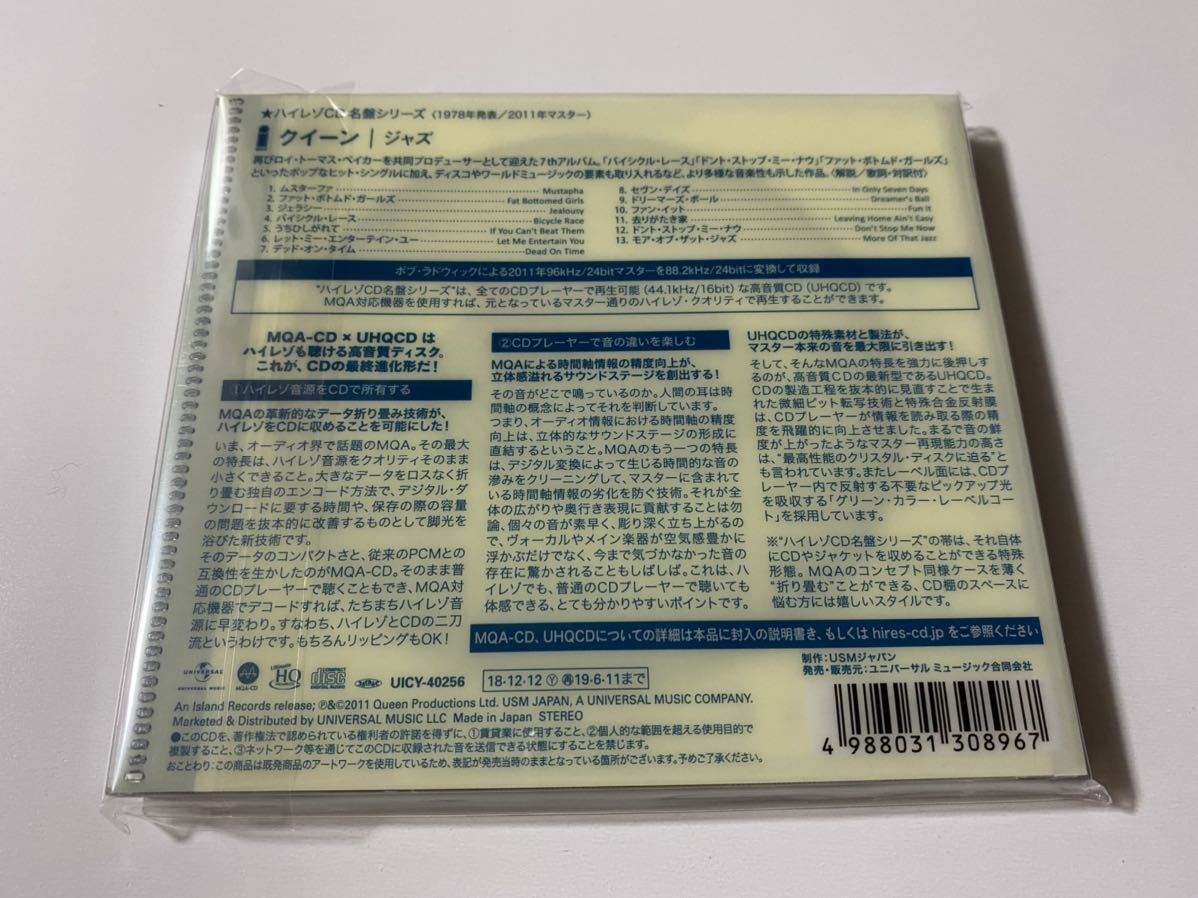 ★ハイレゾCD 名盤シリーズ〈1978年発表／2011年マスター〉
クイーン｜ジャズ
再びロイ・トーマス・ベイカーを共同プロデューサーとして迎えた7thアルバム。「バイシクル・レース」「ドント・ストップ・ミー・ナウ」「ファット・ボトムド・ガールズ」
といったポップなヒット・シングルに加え、ディスコやワールドミュージックの要素も取り入れるなど、より多様な音楽性も示した作品。〈解説／歌詞・対訳付〉
1. ムスターファ Mustapha
2. ファット・ボトムド・ガールズ Fat Bottomed Girls
3. ジェラシー Jealousy
4. バイシクル・レース Bicycle Race
5. うちひしがれて If You Can't Beat Them
6. レット・ミー・エンターテイン・ユー Let Me Entertain You
7. デッド・オン・タイム Dead On Time
8. セヴン・デイズ In Only Seven Days
9. ドリーマーズ・ボール Dreamer's Ball
10. ファン・イット Fun It
11. 去りがたき家 Leaving Home Ain't Easy
12. ドント・ストップ・ミー・ナウ Don't Stop Me Now
13. モア・オブ・ザット・ジャズ More Of That Jazz
ボブ・ラドウィックによる2011年96kHz/24bitマスターを88.2kHz/24bitに変換して収録
"ハイレゾCD名盤シリーズ"は、全てのCDプレーヤーで再生可能（44.1kHz/16bit）な高音質CD（UHQCD）です。
MQA対応機器を使用すれば、元となっているマスター通りのハイレゾ・クオリティで再生することができます。
MQA-CD × UHQCD は
ハイレゾも聴ける高音質ディスク。
これが、CDの最終進化形だ！
①ハイレゾ音源をCDで所有する
MQAの革新的なデータ折り畳み技術が、
ハイレゾをCDに収めることを可能にした！
いま、オーディオ界で話題のMQA。その最大
の特長は、ハイレゾ音源をクオリティそのまま
小さくできること。大きなデータをロスなく折
り畳む独自のエンコード方法で、デジタル・ダ
ウンロードに要する時間や、保存の際の容量
の問題を抜本的に改善するものとして脚光を
浴びた新技術です。
そのデータのコンパクトさと、従来のPCMとの
互換性を生かしたのがMQA-CD。そのまま普
通のCDプレーヤーで聴くこともでき、MQA対
応機器でデコードすれば、たちまちハイレゾ音
源に早変わり。すなわち、ハイレゾとCDの二刀
流というわけです。もちろんリッピングもOK！
②CDプレーヤーで音の違いを楽しむ
MQAによる時間軸情報の精度向上が、
立体感溢れるサウンドステージを創出する！
その音がどこで鳴っているのか。人間の耳は時
間軸の概念によってそれを判断しています。
つまり、オーディオ情報における時間軸の精度
向上は、立体的なサウンドステージの形成に
直結するということ。MQAのもう一つの特長
は、デジタル変換によって生じる時間的な音の
滲みをクリーニングして、マスターに含まれて
いる時間軸情報の劣化を防ぐ技術。それが全
体の広がりや奥行き表現に貢献することは勿
論、個々の音が素早く、彫り深く立ち上がるの
で、ヴォーカルやメイン楽器が空気感豊かに
浮かぶだけでなく、今まで気づかなかった音の
存在に驚かされることもしばしば。これは、ハ
イレゾでも、普通のCDプレーヤーで聴いても
体感できる、とても分かりやすいポイントです。
UHQCDの特殊素材と製法が、
マスター本来の音を最大限に引き出す！
そして、そんなMQAの特長を強力に後押しす
るのが、高音質CDの最新型であるUHQCD。
CDの製造工程を抜本的に見直すことで生ま
れた微細ピット転写技術と特殊合金反射膜
は、CDプレーヤーが情報を読み取る際の精
度を飛躍的に向上させました。まるで音の鮮
度が上がったようなマスター再現能力の高さ
は、"最高性能のクリスタル・ディスクに迫る"と
も言われています。またレーベル面には、CDプ
レーヤー内で反射する不要なピックアップ光
を吸収する「グリーン・カラー・レーベルコー
ト」を採用しています。
※"ハイレゾCD名盤シリーズ"の帯は、それ自体
にCDやジャケットを収めることができる特殊
形態。MQAのコンセプト同様ケースを薄く
"折り畳む"ことができる、CD棚のスペースに
悩む方には嬉しいスタイルです。
MQA-CD、UHQCDについての詳細は本品に封入の説明書き、もしくは hires-cd.jp をご参照ください
UNIVERSAL
UNIVERSAL MUSIC
MQA-CD
HQ
COMPACT
disc
DIGITAL AUDIO
UICY-40256
18・12・12 Ⓨ 再19・6・11まで
制作：USMジャパン
発売・販売元：ユニバーサル ミュージック合同会社
An Island Records release; ℗&©2011 Queen Productions Ltd. USM JAPAN, A UNIVERSAL MUSIC COMPANY.
Marketed & Distributed by UNIVERSAL MUSIC LLC Made in Japan STEREO
●このCDを、著作権法で認められている権利者の許諾を得ずに、①賃貸業に使用すること、②個人的な範囲を超える使用目的で
複製すること、③ネットワーク等を通じてこのCDに収録された音を送信できる状態にすることを禁じます。
おことわり：この商品は既発商品のアートワークを使用しているため、表記が発売当時のままとなっている箇所がございます。予めご了承ください。
4 988031 308967